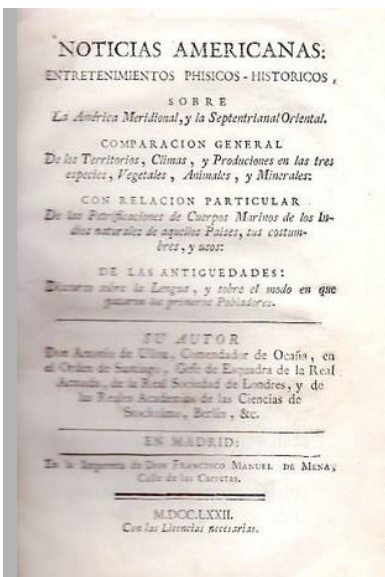 NOTICIAS AMERICANAS:
ENTRETENIMIENTOS PHISICOS-HISTORICOS,
SOBRE
La América Meridional, y la Septentrianal Oriental.
COMPARACION GENERAL
De los Territorios, Climas, y Produciones en las tres
especies, Vegetales, Animales, y Minerales:
CON RELACION PARTICULAR
De las Petrificaciones de Cuerpos Marinos de los In-
dios naturales de aquellos Paises, sus costum-
bres, y usos:
DE LAS ANTIGUEDADES:
Discurso sobre la Lengua, y sobre el modo en que
pasaron los primeros Pobladores.
SU AUTOR
Don Antonio de Ulloa, Comendador de Ocaña, en
el Orden de Santiago, Gefe de Esquadra de la Real
Armada, de la Real Sociedad de Londres, y de
las Reales Academias de las Ciencias de
Stockolmo, Berlin, &c.
EN MADRID:
En la Imprenta de Don FRANCISCO MANUEL DE MENA,
Calle de las Carretas.
M.DCC.LXXII.
Con las Licencias necesarias.